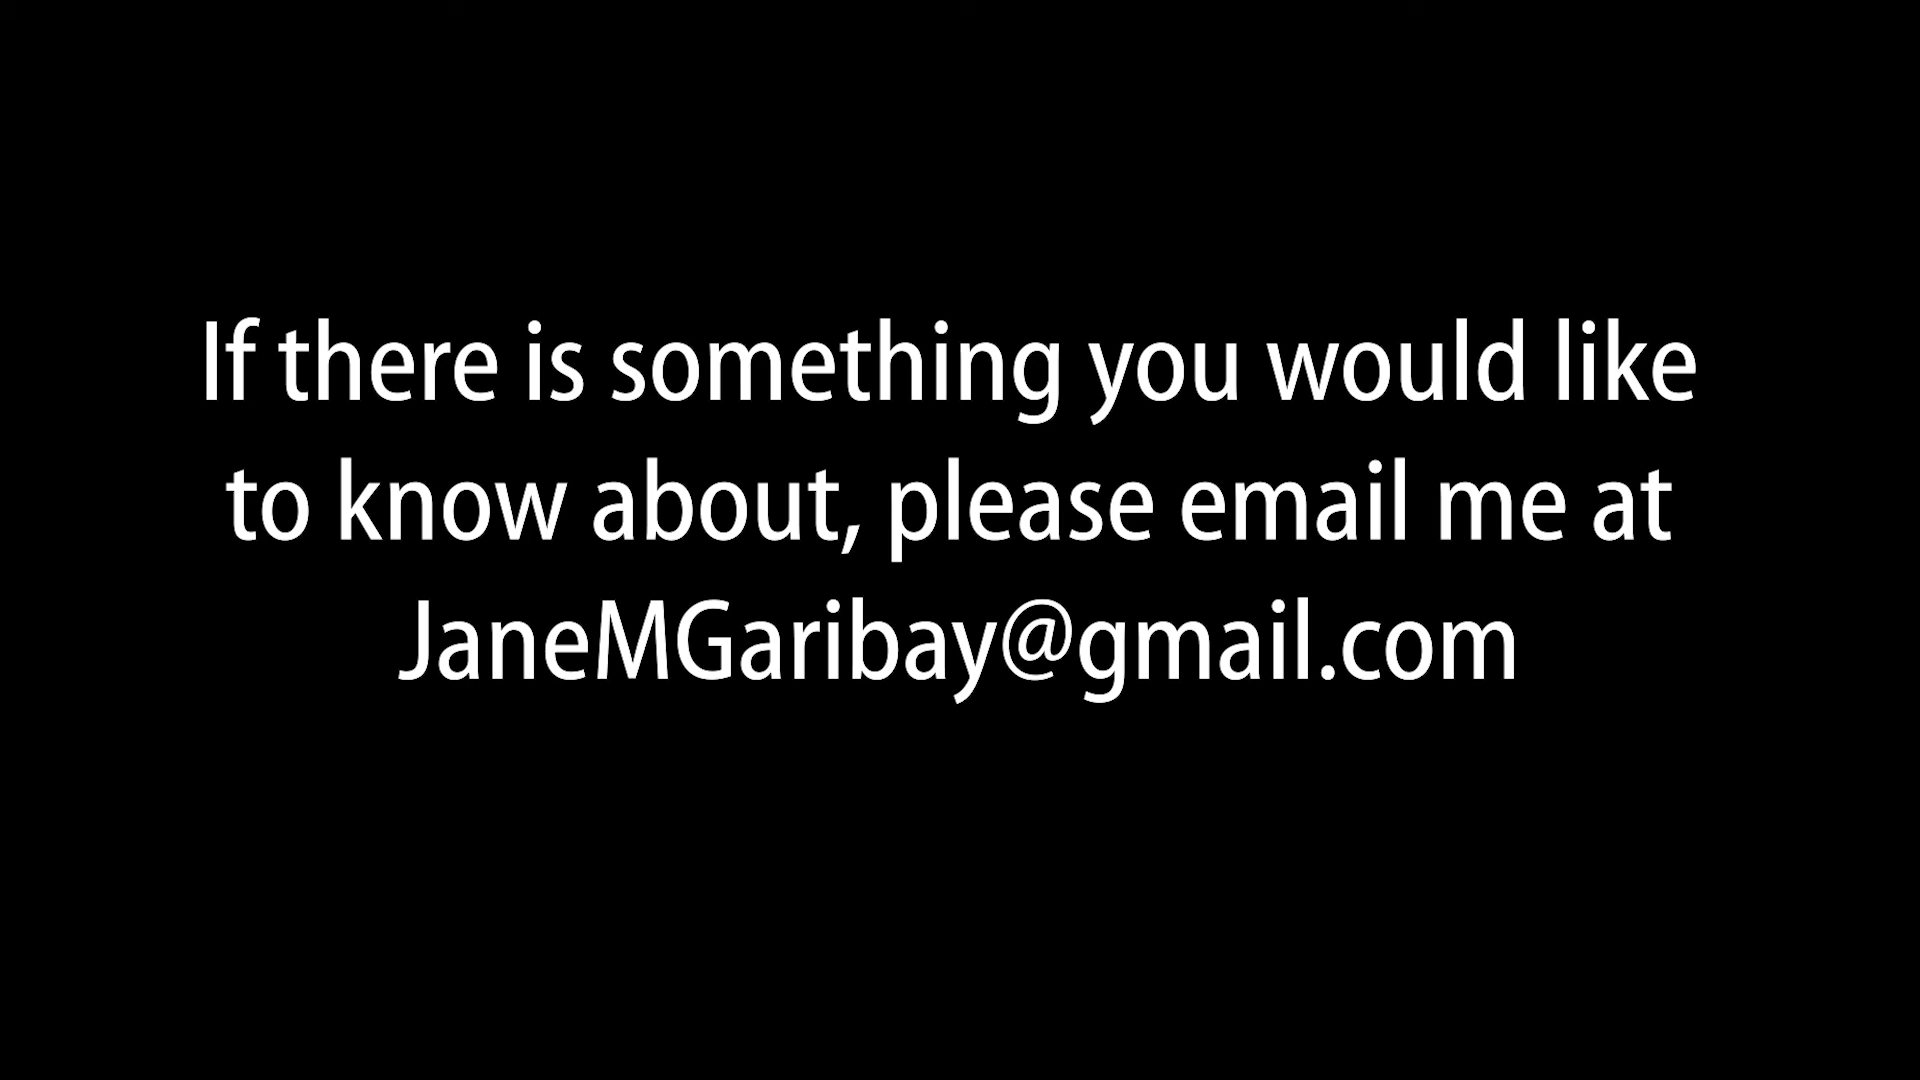 If there is something you would like
to know about, please email me at
JaneMGaribay@gmail.com